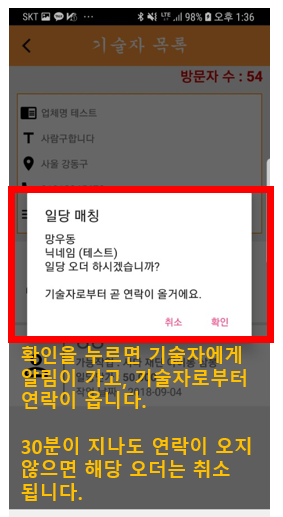 SKT ··· LTE 98% 오후 1:36
기술자 목록
방문자 수 : 54
업체명 테스트
사람구합니다
서울 강동구
일당 매칭
망우동
닉네임 (테스트)
일당 오더 하시겠습니까?
기술자로부터 곧 연락이 올거에요.
취소 확인
확인을 누르면 기술자에게
알림이 가고, 기술자로부터
연락이 옵니다.
2018-09-04
30분이 지나도 연락이 오지
않으면 해당 오더는 취소
됩니다.